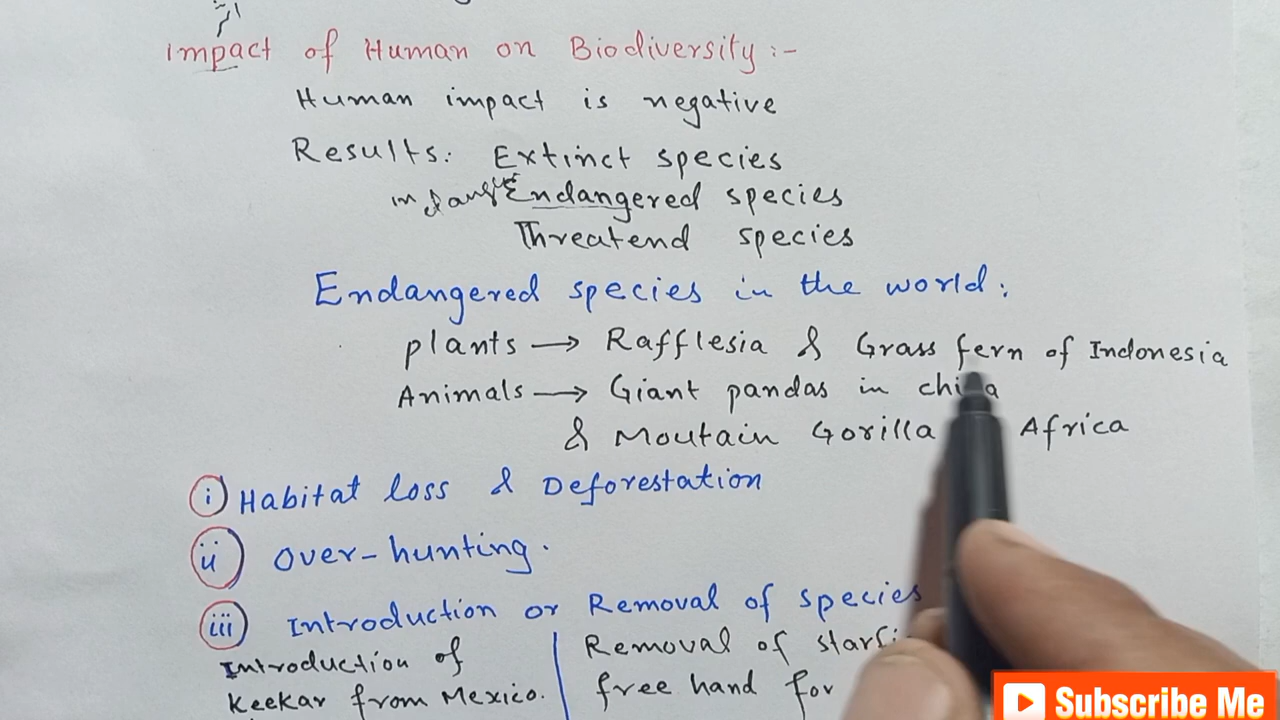 Impact of Human on Biodiversity :-
Human impact is negative
Results: Extinct species
in danger Endangered species
Threatend species
Endangered species in the world:
plants → Rafflesia & Grass fern of Indonesia
Animals → Giant pandas in china
& Moutain Gorilla Africa
i) Habitat loss & Deforestation
ii) Over-hunting.
iii) Introduction or Removal of species
Introduction of
keekar from Mexico.
Removal of
free hand for
Subscribe Me